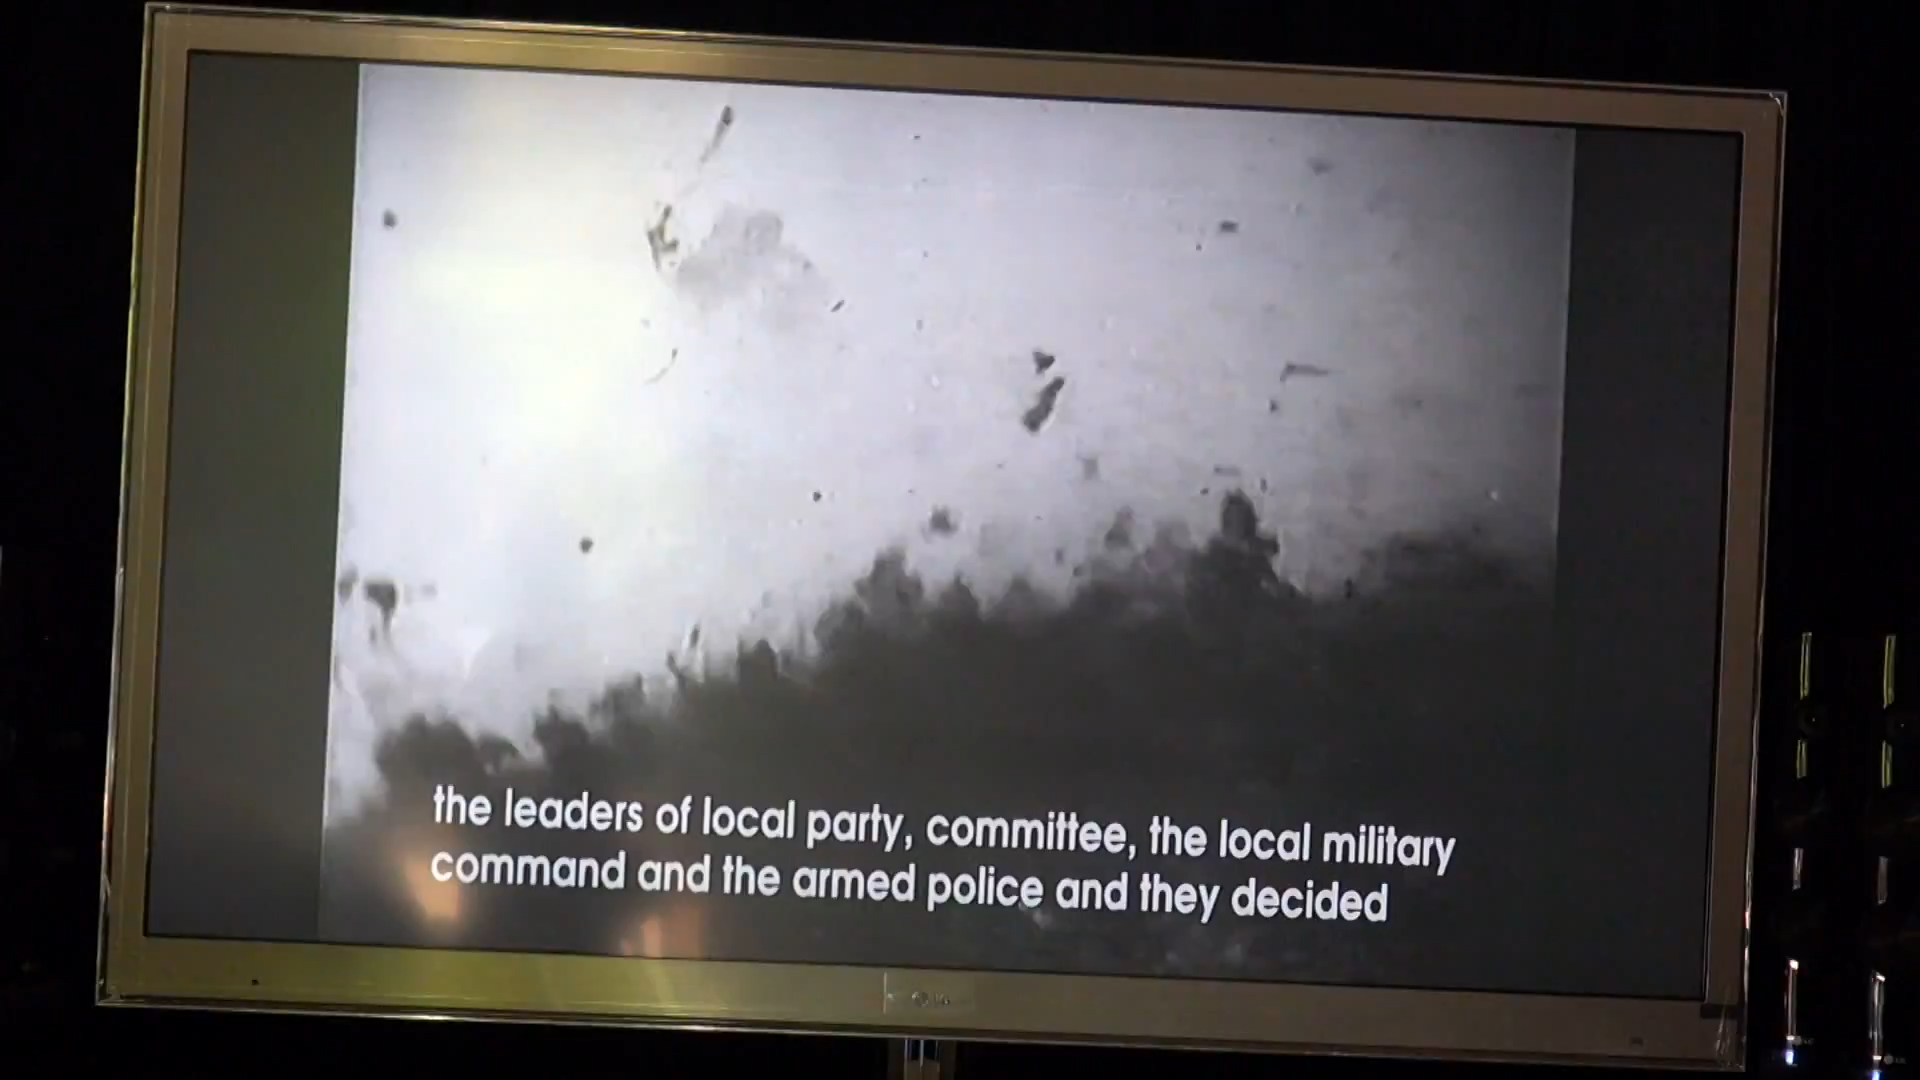 the leaders of local party, committee, the local military
command and the armed police and they decided